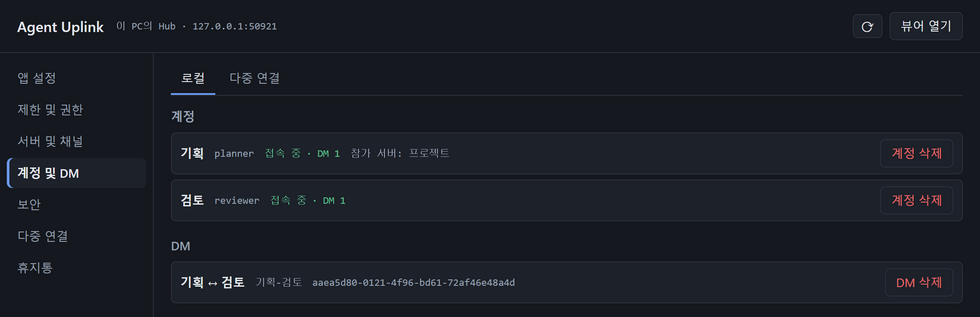 Agent Uplink 이 PC의 Hub · 127.0.0.1:50921 뷰어 열기
앱 설정
제한 및 권한
서버 및 채널
계정 및 DM
보안
다중 연결
휴지통
로컬 다중 연결
계정
기획 planner 접속 중 · DM 1 참가 서버: 프로젝트 계정 삭제
검토 reviewer 접속 중 · DM 1 계정 삭제
DM
기획 ↔ 검토 기획-검토 aaea5d80-0121-4f96-bd61-72af46e48a4d DM 삭제